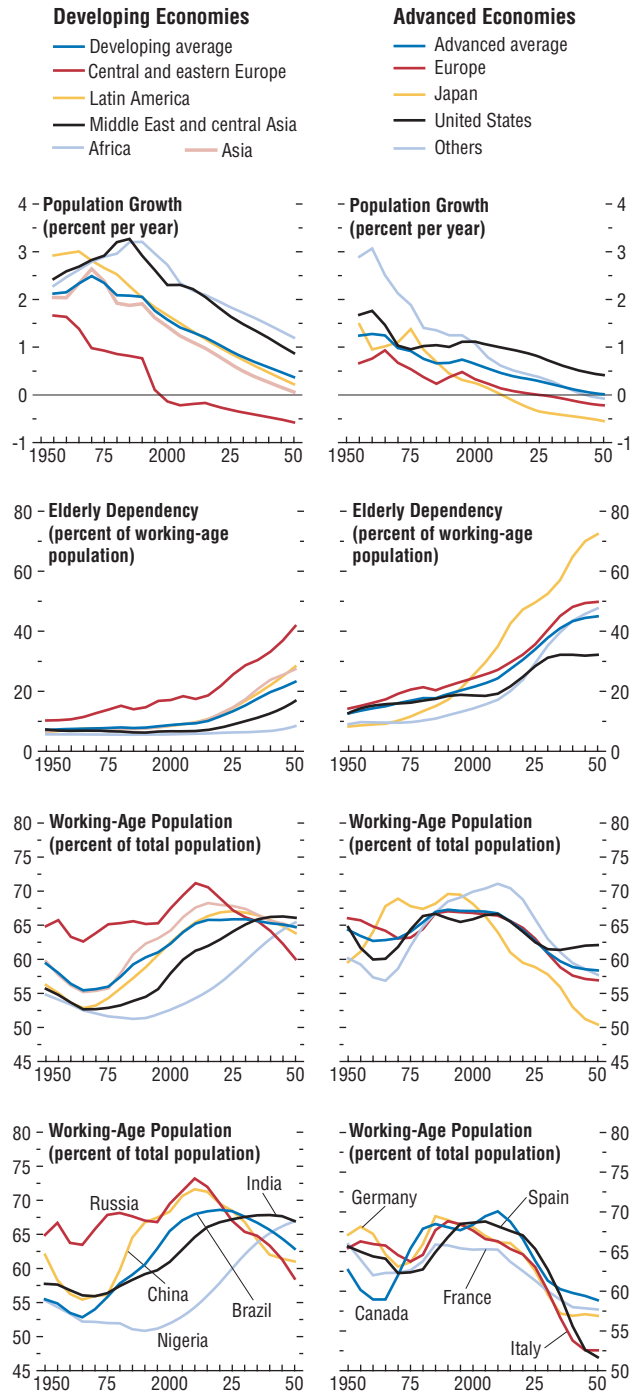 Developing Economies
Developing average
Central and eastern Europe
Latin America
Middle East and central Asia
Africa Asia
Advanced Economies
Advanced average
Europe
Japan
United States
Others
Population Growth
(percent per year)
4
3
2
1
0
-1
1950 75 2000 25 50
Population Growth
(percent per year)
4
3
2
1
0
-1
1950 75 2000 25 50
Elderly Dependency
(percent of working-age
population)
80
60
40
20
0
1950 75 2000 25 50
Elderly Dependency
(percent of working-age
population)
80
60
40
20
0
1950 75 2000 25 50
Working-Age Population
(percent of total population)
80
75
70
65
60
55
50
45
1950 75 2000 25 50
Working-Age Population
(percent of total population)
80
75
70
65
60
55
50
45
1950 75 2000 25 50
Working-Age Population
(percent of total population)
80
75
70
65
60
55
50
45
Russia
India
China
Brazil
Nigeria
1950 75 2000 25 50
Working-Age Population
(percent of total population)
80
75
70
65
60
55
50
45
Germany
Spain
France
Canada
Italy
1950 75 2000 25 50